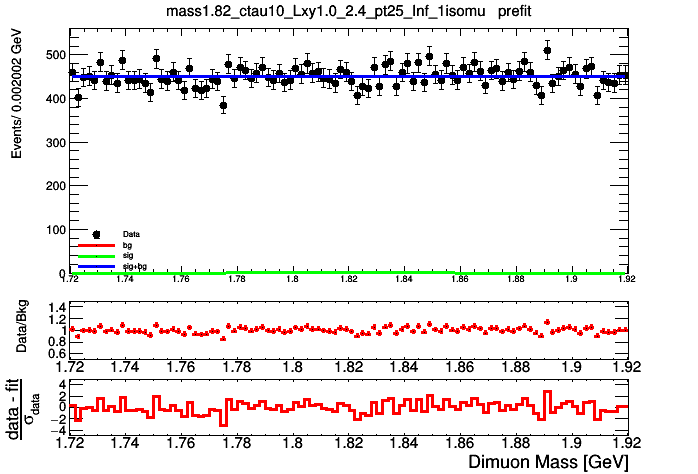 mass1.82_ctau10_Lxy1.0_2.4_pt25_Inf_1isomu prefit
Events/ 0.002002 GeV
500
400
300
200
100
0
Data
bg
sig
sig+bg
1.72 1.74 1.76 1.78 1.8 1.82 1.84 1.86 1.88 1.9 1.92
Data/Bkg
1.4
1.2
1
0.8
0.6
1.72 1.74 1.76 1.78 1.8 1.82 1.84 1.86 1.88 1.9 1.92
data - fit
σdata
4
2
0
−2
−4
1.72 1.74 1.76 1.78 1.8 1.82 1.84 1.86 1.88 1.9 1.92
Dimuon Mass [GeV]